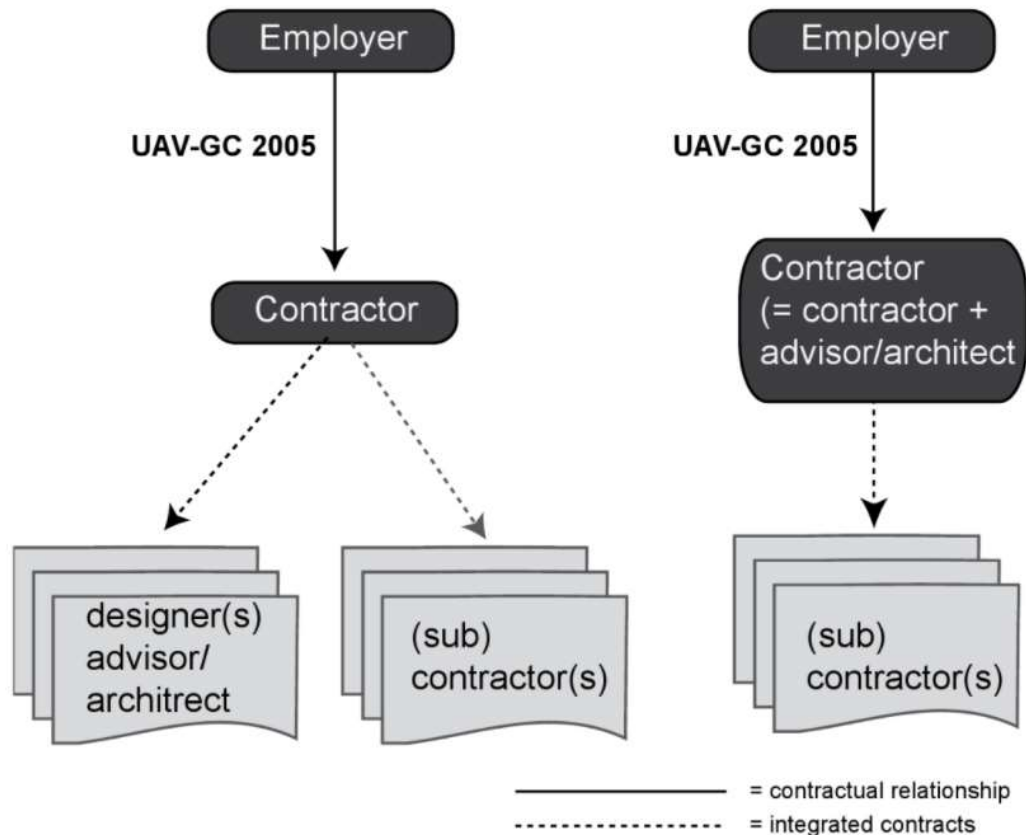 Employer
UAV-GC 2005
Contractor
designer(s)
advisor/
architrect
(sub)
contractor(s)
Employer
UAV-GC 2005
Contractor
(= contractor +
advisor/architect
(sub)
contractor(s)
= contractual relationship
= integrated contracts